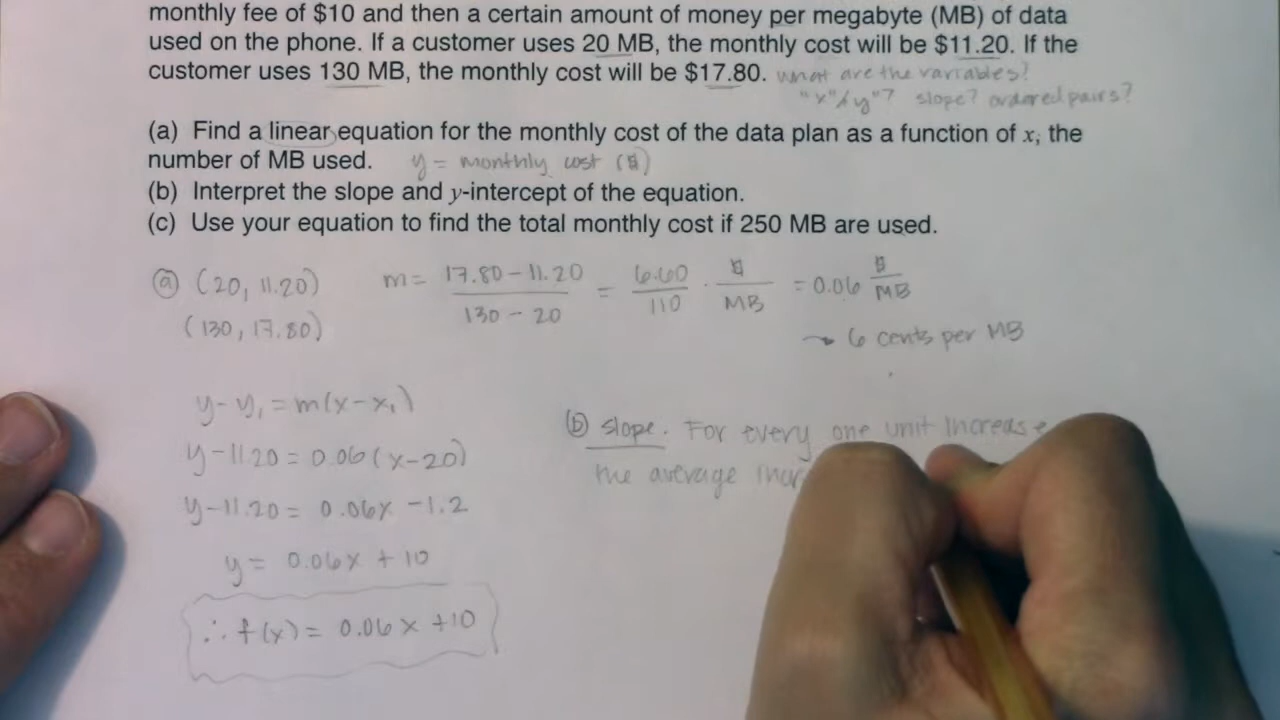 monthly fee of $10 and then a certain amount of money per megabyte (MB) of data
used on the phone. If a customer uses 20 MB, the monthly cost will be $11.20. If the
customer uses 130 MB, the monthly cost will be $17.80. what are the variables?
"x"/"y"? slope? ordered pairs?
(a) Find a linear equation for the monthly cost of the data plan as a function of x, the
number of MB used. y = monthly cost ($)
(b) Interpret the slope and y-intercept of the equation.
(c) Use your equation to find the total monthly cost if 250 MB are used.
(a) (20, 11.20) m = 17.80 - 11.20 / 130 - 20 = 6.60 / 110 · $ / MB = 0.06 $ / MB
(130, 17.80)
→ 6 cents per MB
y - y₁ = m(x - x₁)
(b) slope. For every one unit increase
y - 11.20 = 0.06(x - 20)
the average
y - 11.20 = 0.06x - 1.2
y = 0.06x + 10
∴ f(x) = 0.06x + 10